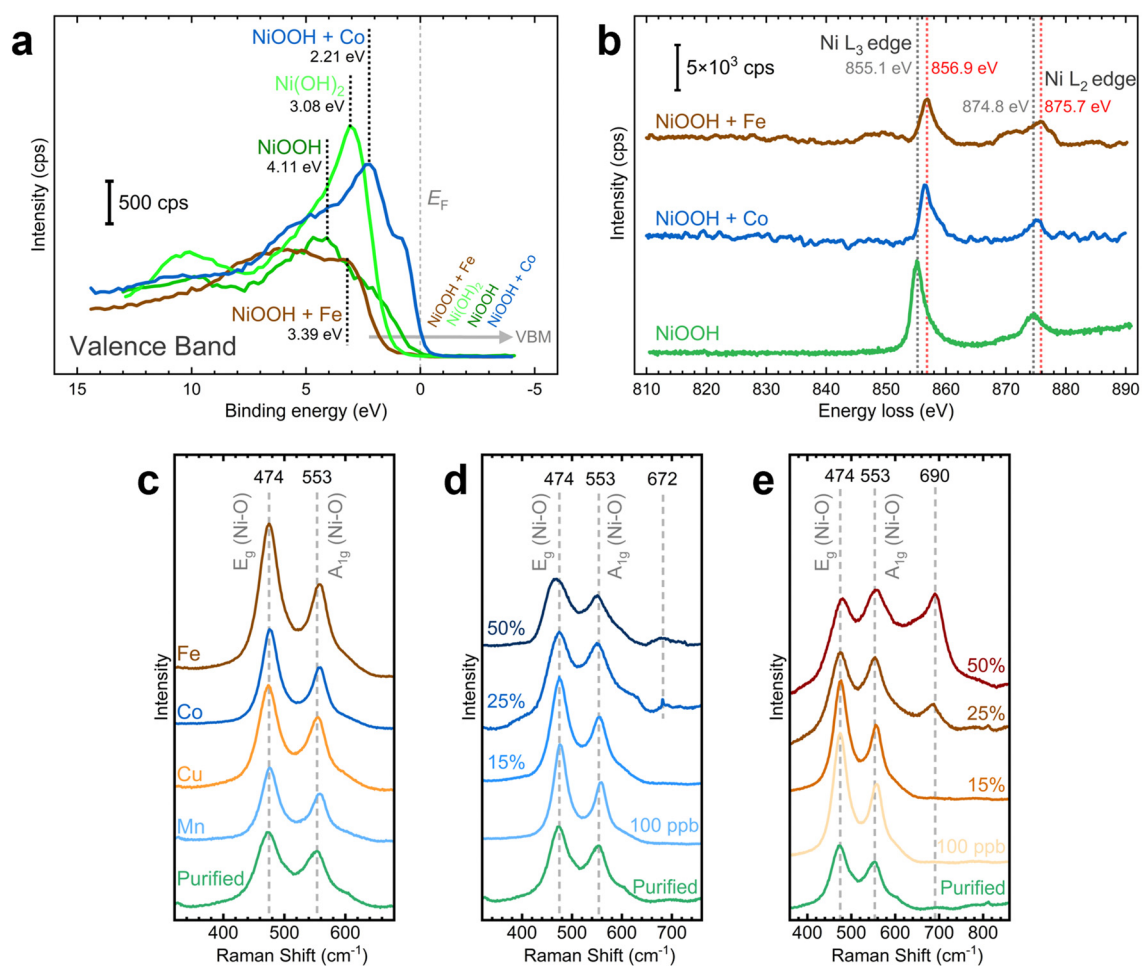 a
NiOOH + Co
2.21 eV
Ni(OH)2
3.08 eV
NiOOH
4.11 eV
500 cps
EF
NiOOH + Fe
Ni(OH)2
NiOOH
NiOOH + Co
VBM
NiOOH + Fe
3.39 eV
Valence Band
Intensity (cps)
15 10 5 0 -5
Binding energy (eV)
b
5×10³ cps
Ni L3 edge
855.1 eV 856.9 eV
Ni L2 edge
874.8 eV 875.7 eV
NiOOH + Fe
NiOOH + Co
NiOOH
Intensity (cps)
810 820 830 840 850 860 870 880 890
Energy loss (eV)
c
474 553
Eg (Ni-O)
A1g (Ni-O)
Fe
Co
Cu
Mn
Purified
Intensity
400 500 600
Raman Shift (cm⁻¹)
d
474 553 672
Eg (Ni-O)
A1g (Ni-O)
50%
25%
15%
100 ppb
Purified
Intensity
400 500 600 700
Raman Shift (cm⁻¹)
e
474 553 690
Eg (Ni-O)
A1g (Ni-O)
50%
25%
15%
100 ppb
Purified
Intensity
400 500 600 700 800
Raman Shift (cm⁻¹)